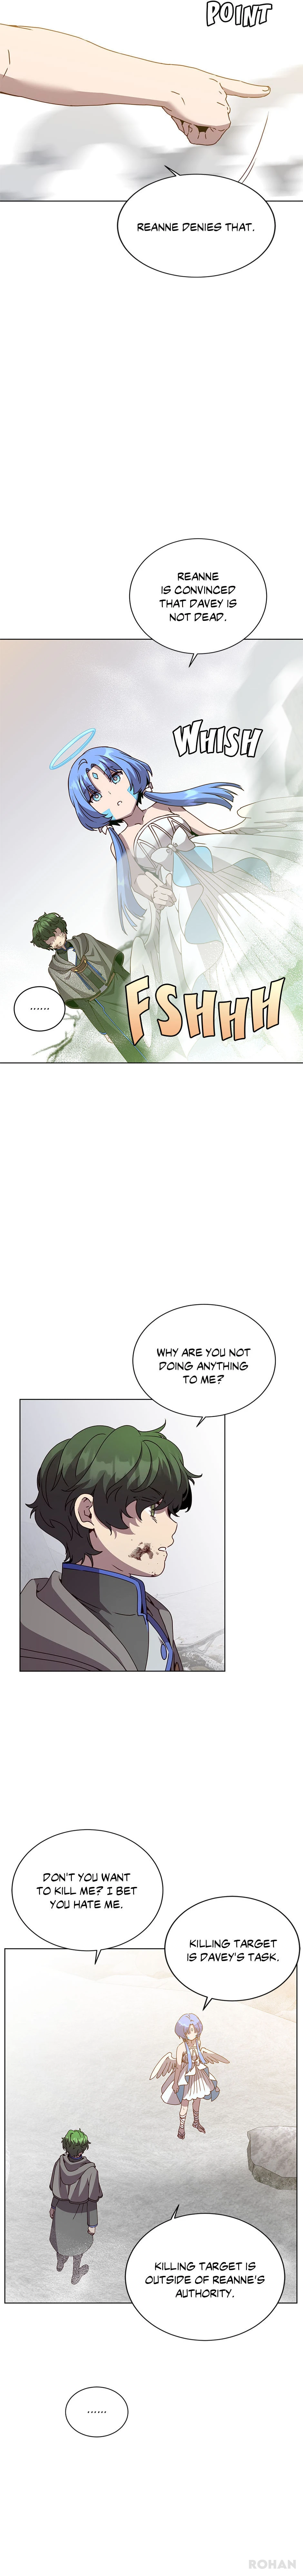 POINT
REANNE DENIES THAT.
REANNE
IS CONVINCED
THAT DAVEY IS
NOT DEAD.
WHISH
......
FSHHH
WHY ARE YOU NOT
DOING ANYTHING
TO ME?
DON'T YOU WANT
TO KILL ME? I BET
YOU HATE ME.
KILLING TARGET
IS DAVEY'S TASK.
KILLING TARGET IS
OUTSIDE OF REANNE'S
AUTHORITY.
......
ROHAN